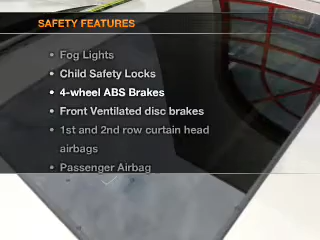 SAFETY FEATURES
• Fog Lights
• Child Safety Locks
• 4-wheel ABS Brakes
• Front Ventilated disc brakes
• 1st and 2nd row curtain head
airbags
• Passenger Airbag